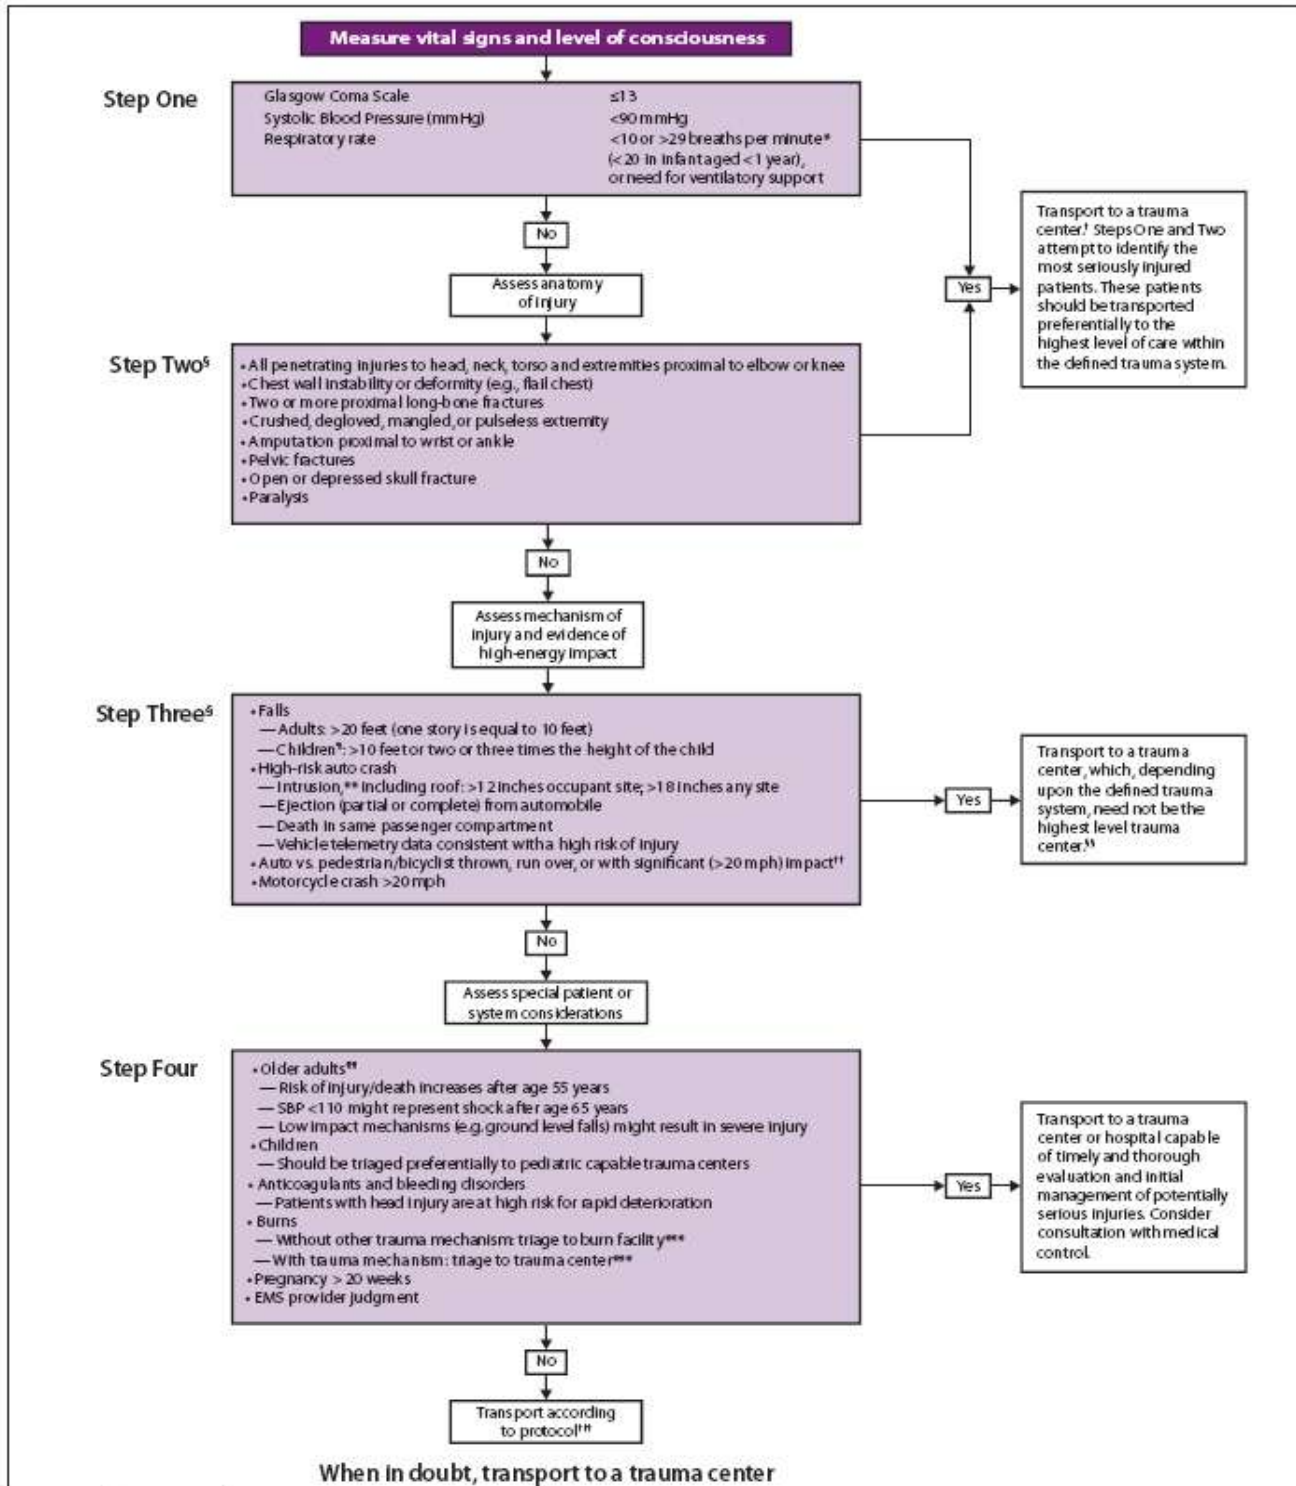 Measure vital signs and level of consciousness
Step One
Glasgow Coma Scale ≤13
Systolic Blood Pressure (mmHg) <90 mmHg
Respiratory rate <10 or >29 breaths per minute*
(<20 in infant aged <1 year),
or need for ventilatory support
No
Yes
Transport to a trauma
center.† Steps One and Two
attempt to identify the
most seriously injured
patients. These patients
should be transported
preferentially to the
highest level of care within
the defined trauma system.
Assess anatomy
of injury
Step Two§
• All penetrating injuries to head, neck, torso and extremities proximal to elbow or knee
• Chest wall instability or deformity (e.g., flail chest)
• Two or more proximal long-bone fractures
• Crushed, degloved, mangled, or pulseless extremity
• Amputation proximal to wrist or ankle
• Pelvic fractures
• Open or depressed skull fracture
• Paralysis
No
Assess mechanism of
injury and evidence of
high-energy impact
Step Three§
• Falls
— Adults: >20 feet (one story is equal to 10 feet)
— Children¶: >10 feet or two or three times the height of the child
• High-risk auto crash
— Intrusion,** including roof: >12 inches occupant site; >18 inches any site
— Ejection (partial or complete) from automobile
— Death in same passenger compartment
— Vehicle telemetry data consistent with a high risk of injury
• Auto vs. pedestrian/bicyclist thrown, run over, or with significant (>20 mph) impact††
• Motorcycle crash >20 mph
Yes
Transport to a trauma
center, which, depending
upon the defined trauma
system, need not be the
highest level trauma
center.§§
No
Assess special patient or
system considerations
Step Four
• Older adults¶¶
— Risk of injury/death increases after age 55 years
— SBP <110 might represent shock after age 65 years
— Low impact mechanisms (e.g. ground level falls) might result in severe injury
• Children
— Should be triaged preferentially to pediatric capable trauma centers
• Anticoagulants and bleeding disorders
— Patients with head injury are at high risk for rapid deterioration
• Burns
— Without other trauma mechanism: triage to burn facility***
— With trauma mechanism: triage to trauma center***
• Pregnancy > 20 weeks
• EMS provider judgment
Yes
Transport to a trauma
center or hospital capable
of timely and thorough
evaluation and initial
management of potentially
serious injuries. Consider
consultation with medical
control.
No
Transport according
to protocol†††
When in doubt, transport to a trauma center